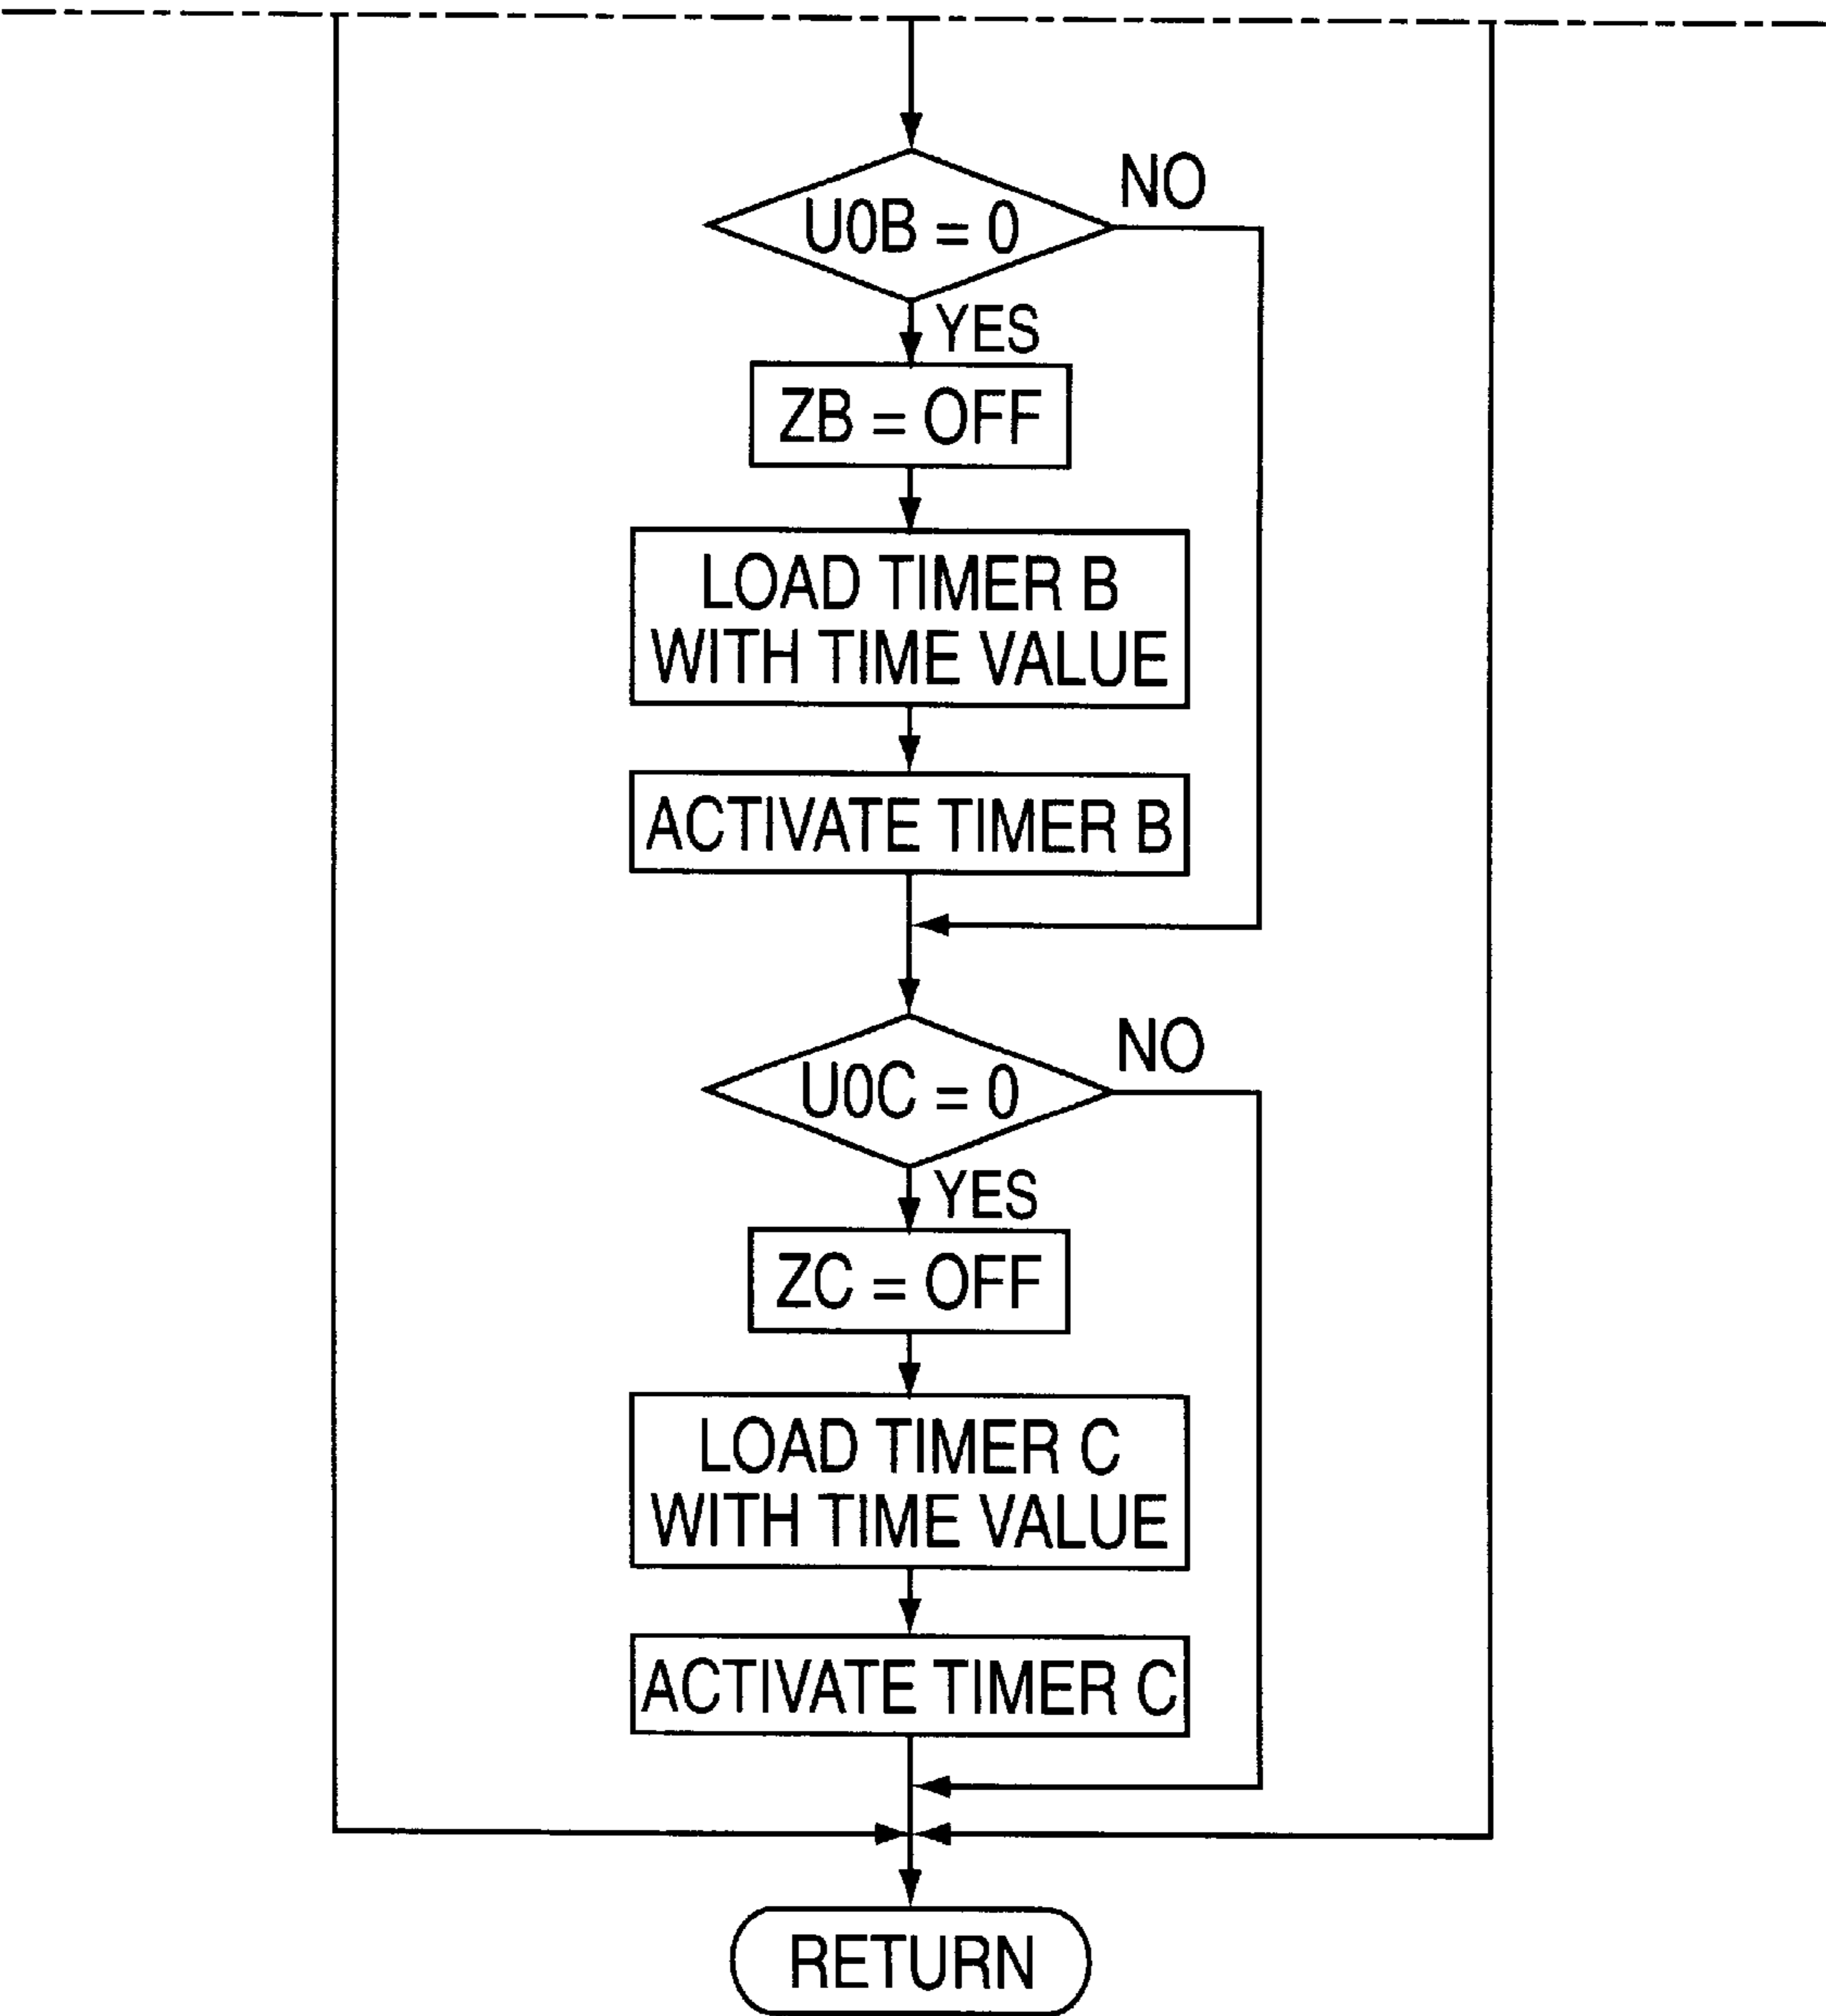 NO
U0B = 0
YES
ZB = OFF
LOAD TIMER B
WITH TIME VALUE
ACTIVATE TIMER B
NO
U0C = 0
YES
ZC = OFF
LOAD TIMER C
WITH TIME VALUE
ACTIVATE TIMER C
RETURN